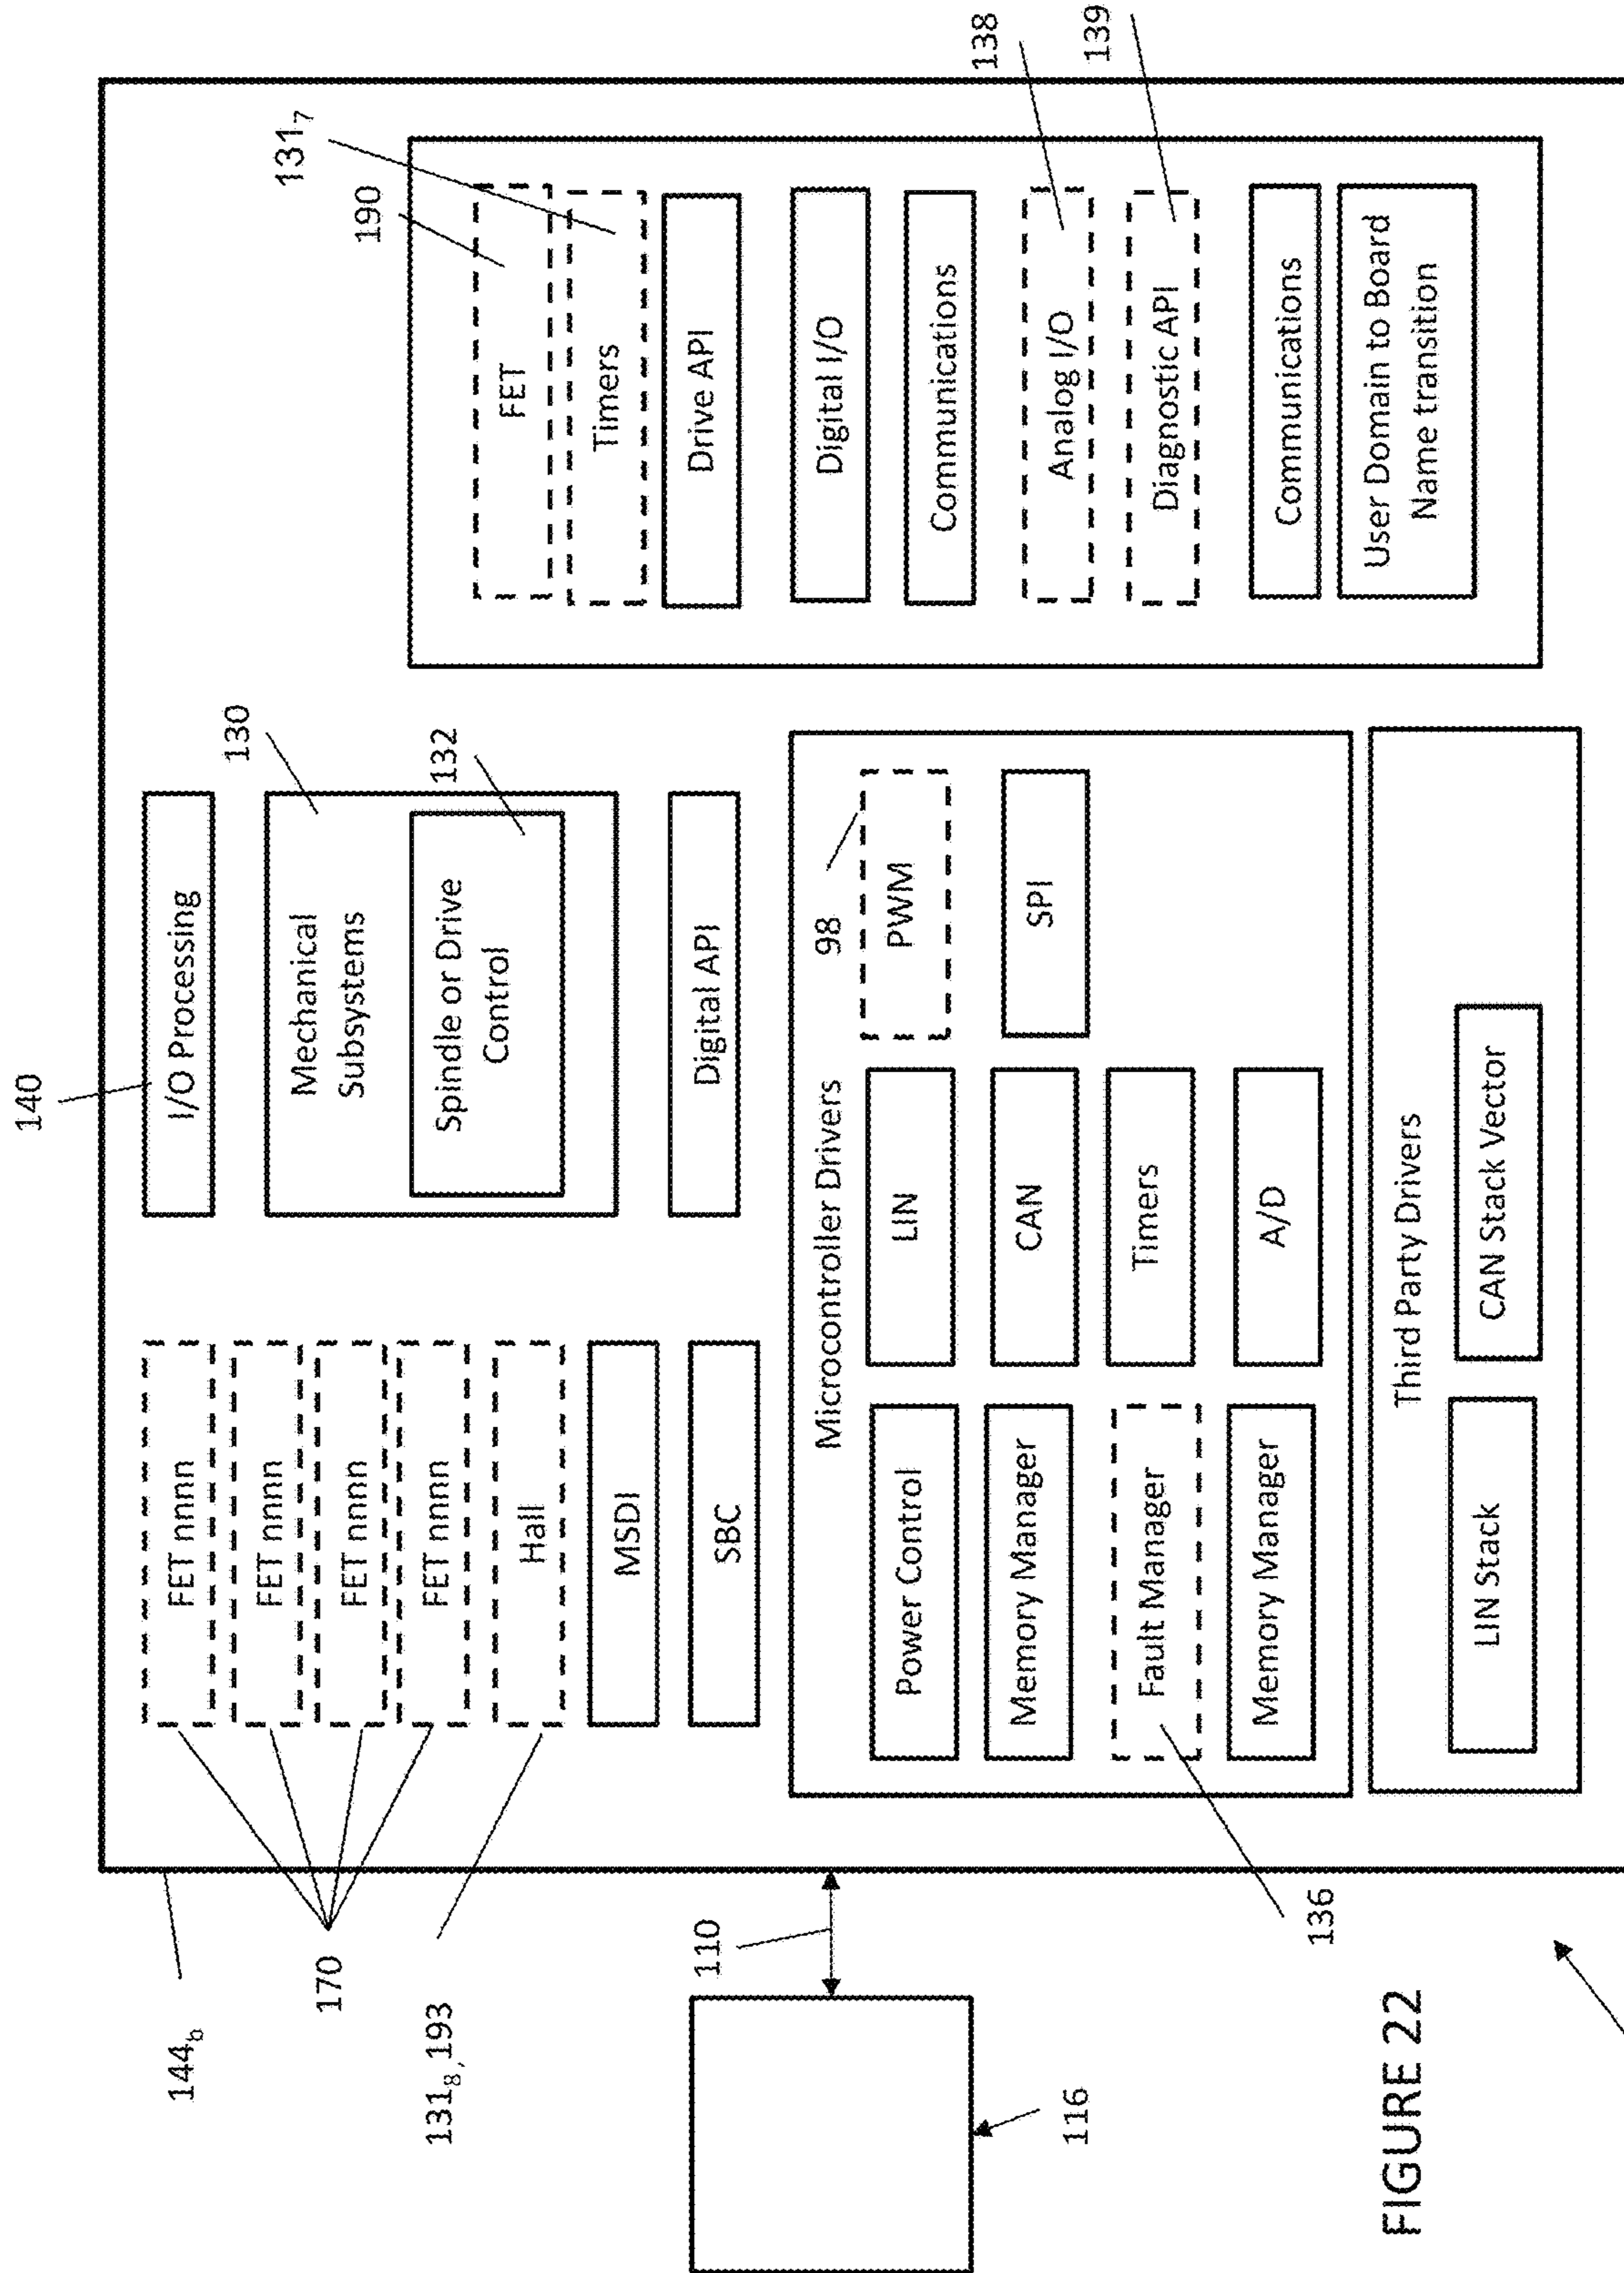 144b
170
131₈,193
110
116
136
FIGURE 22
FET nnnn
FET nnnn
FET nnnn
FET nnnn
Hall
MSDI
SBC
140
I/O Processing
130
Mechanical
Subsystems
132
Spindle or Drive
Control
Digital API
Microcontroller Drivers
98
Power Control
Memory Manager
Fault Manager
Memory Manager
LIN
CAN
Timers
A/D
PWM
SPI
Third Party Drivers
LIN Stack
CAN Stack Vector
190
131₇
138
139
FET
Timers
Drive API
Digital I/O
Communications
Analog I/O
Diagnostic API
Communications
User Domain to Board
Name transition